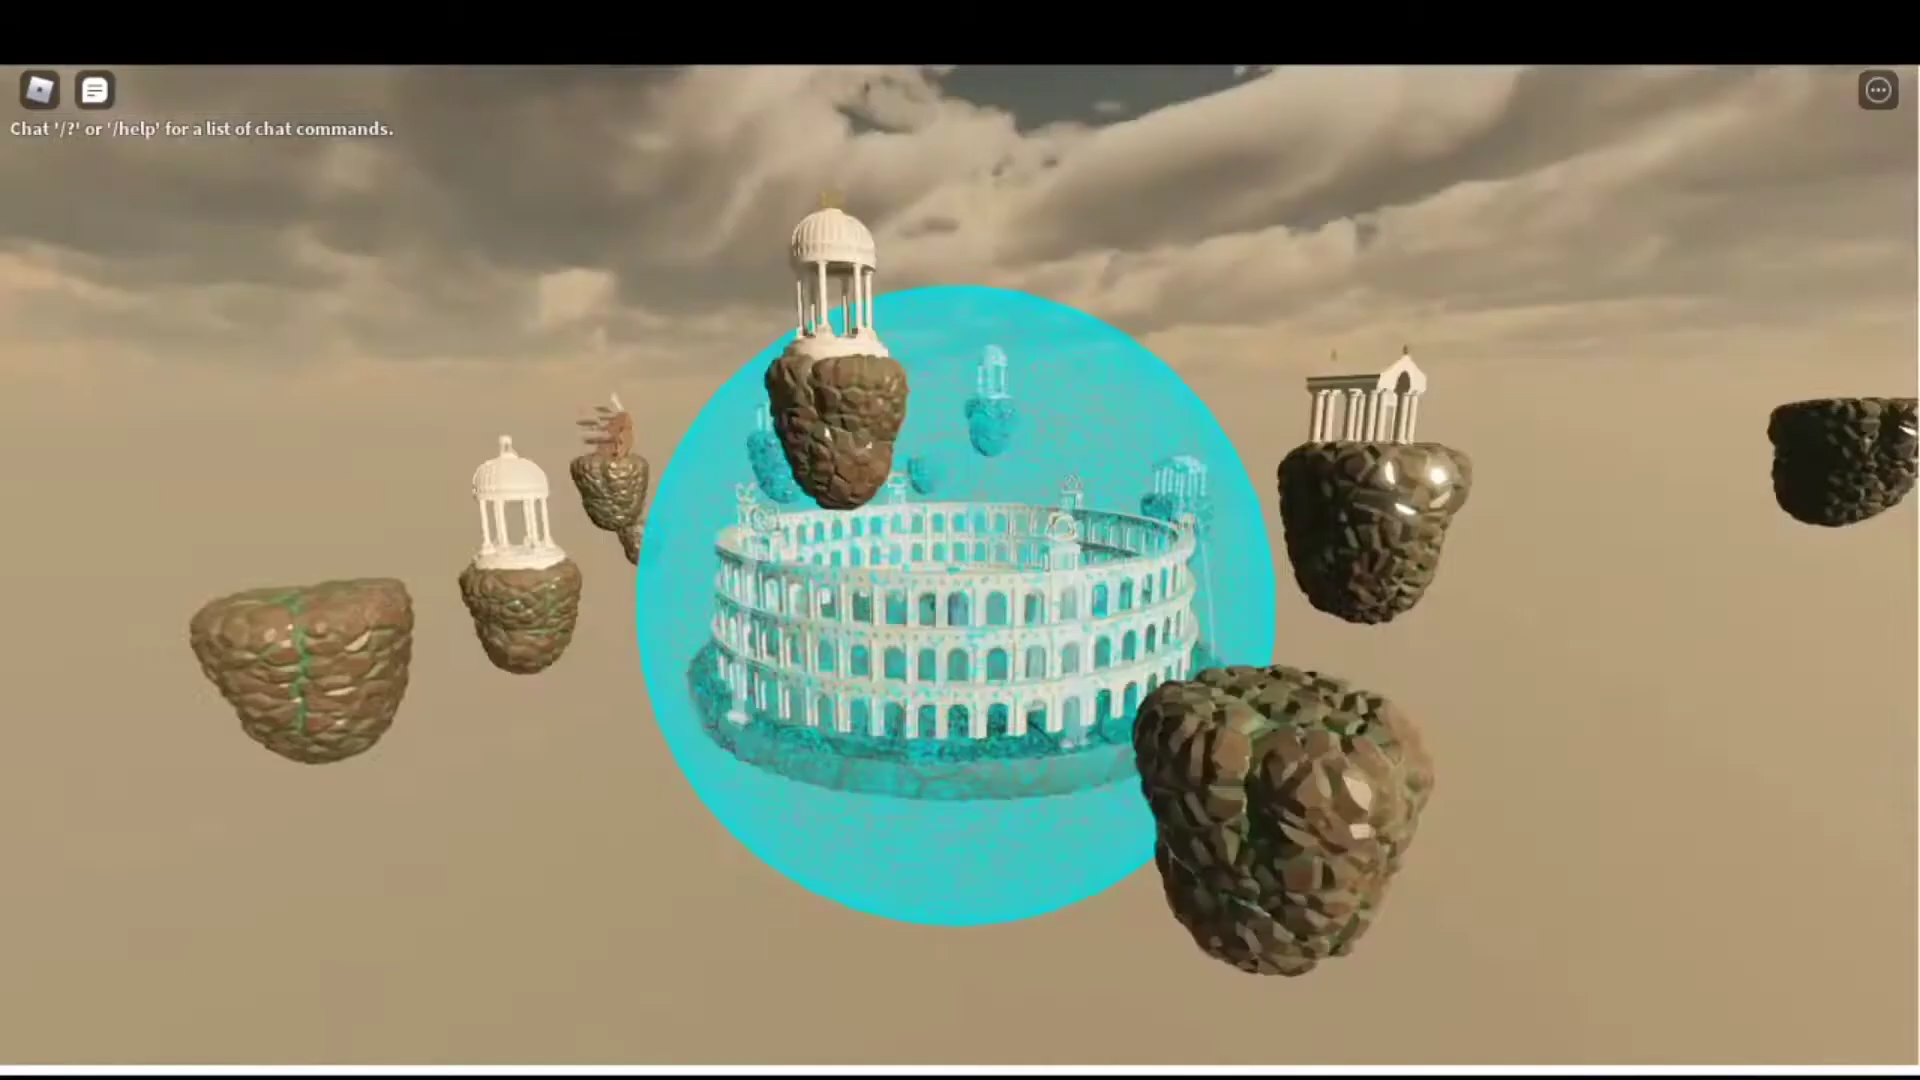 Chat '/?' or '/help' for a list of chat commands.